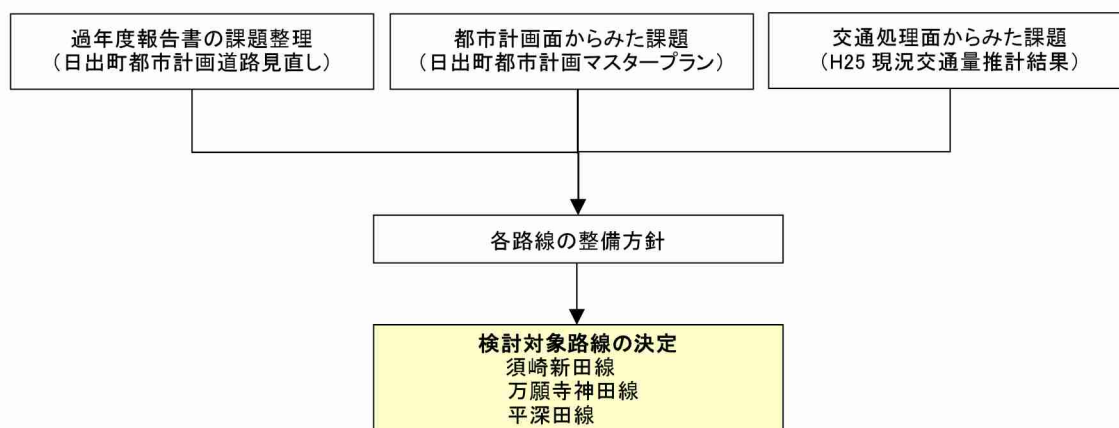 過年度報告書の課題整理
（日出町都市計画道路見直し）
都市計画面からみた課題
（日出町都市計画マスタープラン）
交通処理面からみた課題
（H25 現況交通量推計結果）
各路線の整備方針
検討対象路線の決定
須崎新田線
万願寺神田線
平深田線